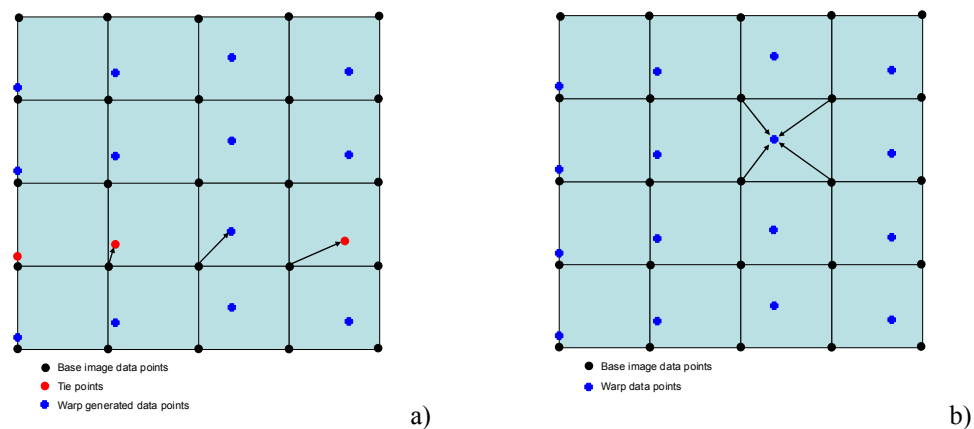 Base image data points
Tie points
Warp generated data points
a)
Base image data points
Warp data points
b)